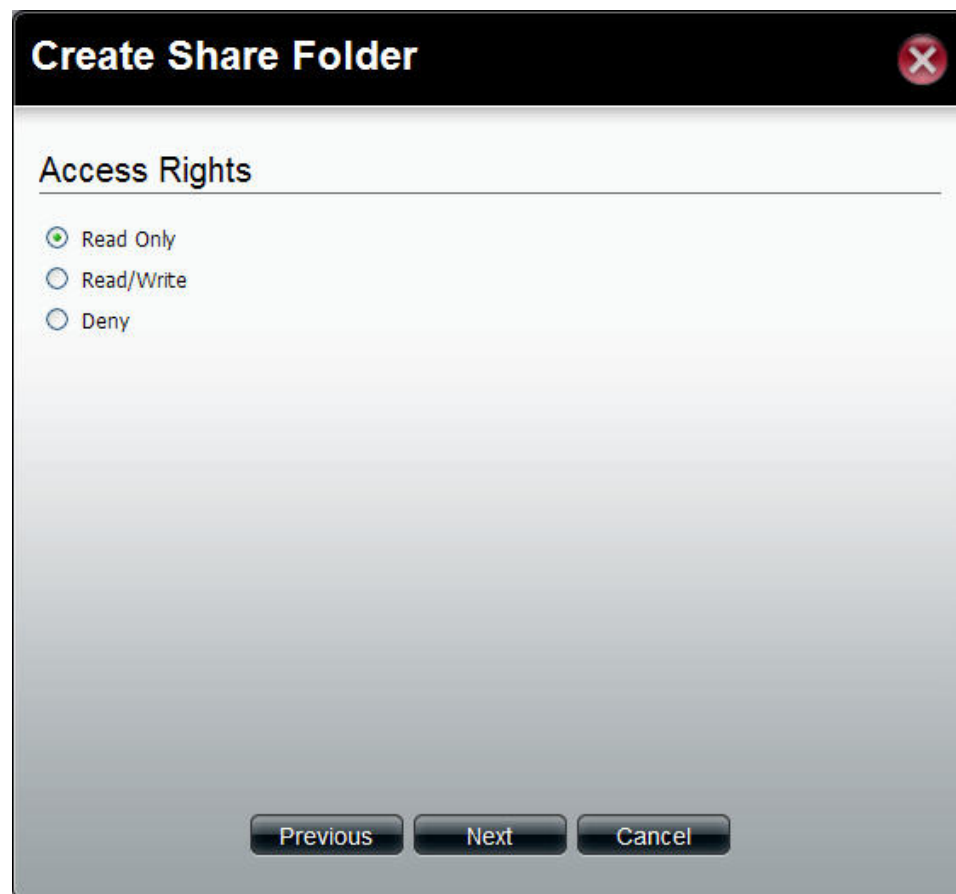 Create Share Folder
Access Rights
Read Only
Read/Write
Deny
Previous Next Cancel